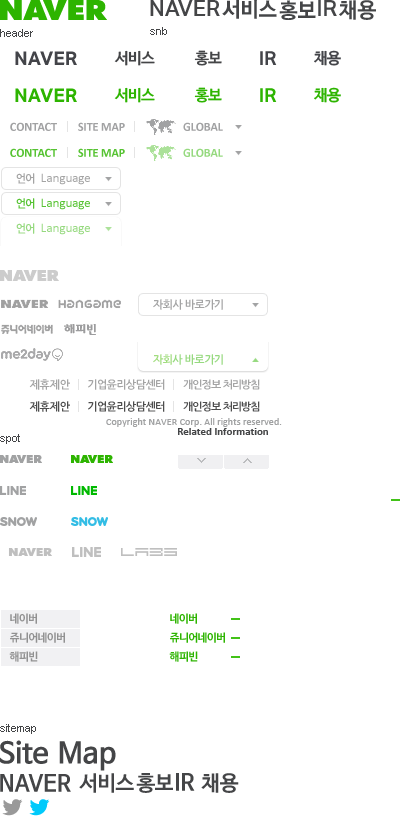 NAVER NAVER서비스홍보IR채용
header snb
NAVER 서비스 홍보 IR 채용
NAVER 서비스 홍보 IR 채용
CONTACT SITE MAP GLOBAL
CONTACT SITE MAP GLOBAL
언어 Language
언어 Language
언어 Language
NAVER
NAVER HanGame 자회사 바로가기
쥬니어네이버 해피빈
me2day 자회사 바로가기
제휴제안 기업윤리상담센터 개인정보 처리방침
제휴제안 기업윤리상담센터 개인정보 처리방침
Copyright NAVER Corp. All rights reserved.
Related Information
spot
NAVER NAVER
LINE LINE
SNOW SNOW
NAVER LINE LABS
네이버 네이버
쥬니어네이버 쥬니어네이버
해피빈 해피빈
sitemap
Site Map
NAVER 서비스홍보IR 채용